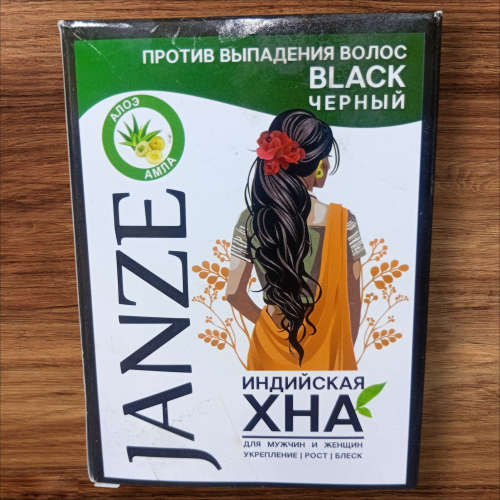 ПРОТИВ ВЫПАДЕНИЯ ВОЛОС
BLACK
ЧЕРНЫЙ
АЛОЭ
АМЛА
JANZE
ИНДИЙСКАЯ
ХНА
ДЛЯ МУЖЧИН И ЖЕНЩИН
УКРЕПЛЕНИЕ | РОСТ | БЛЕСК